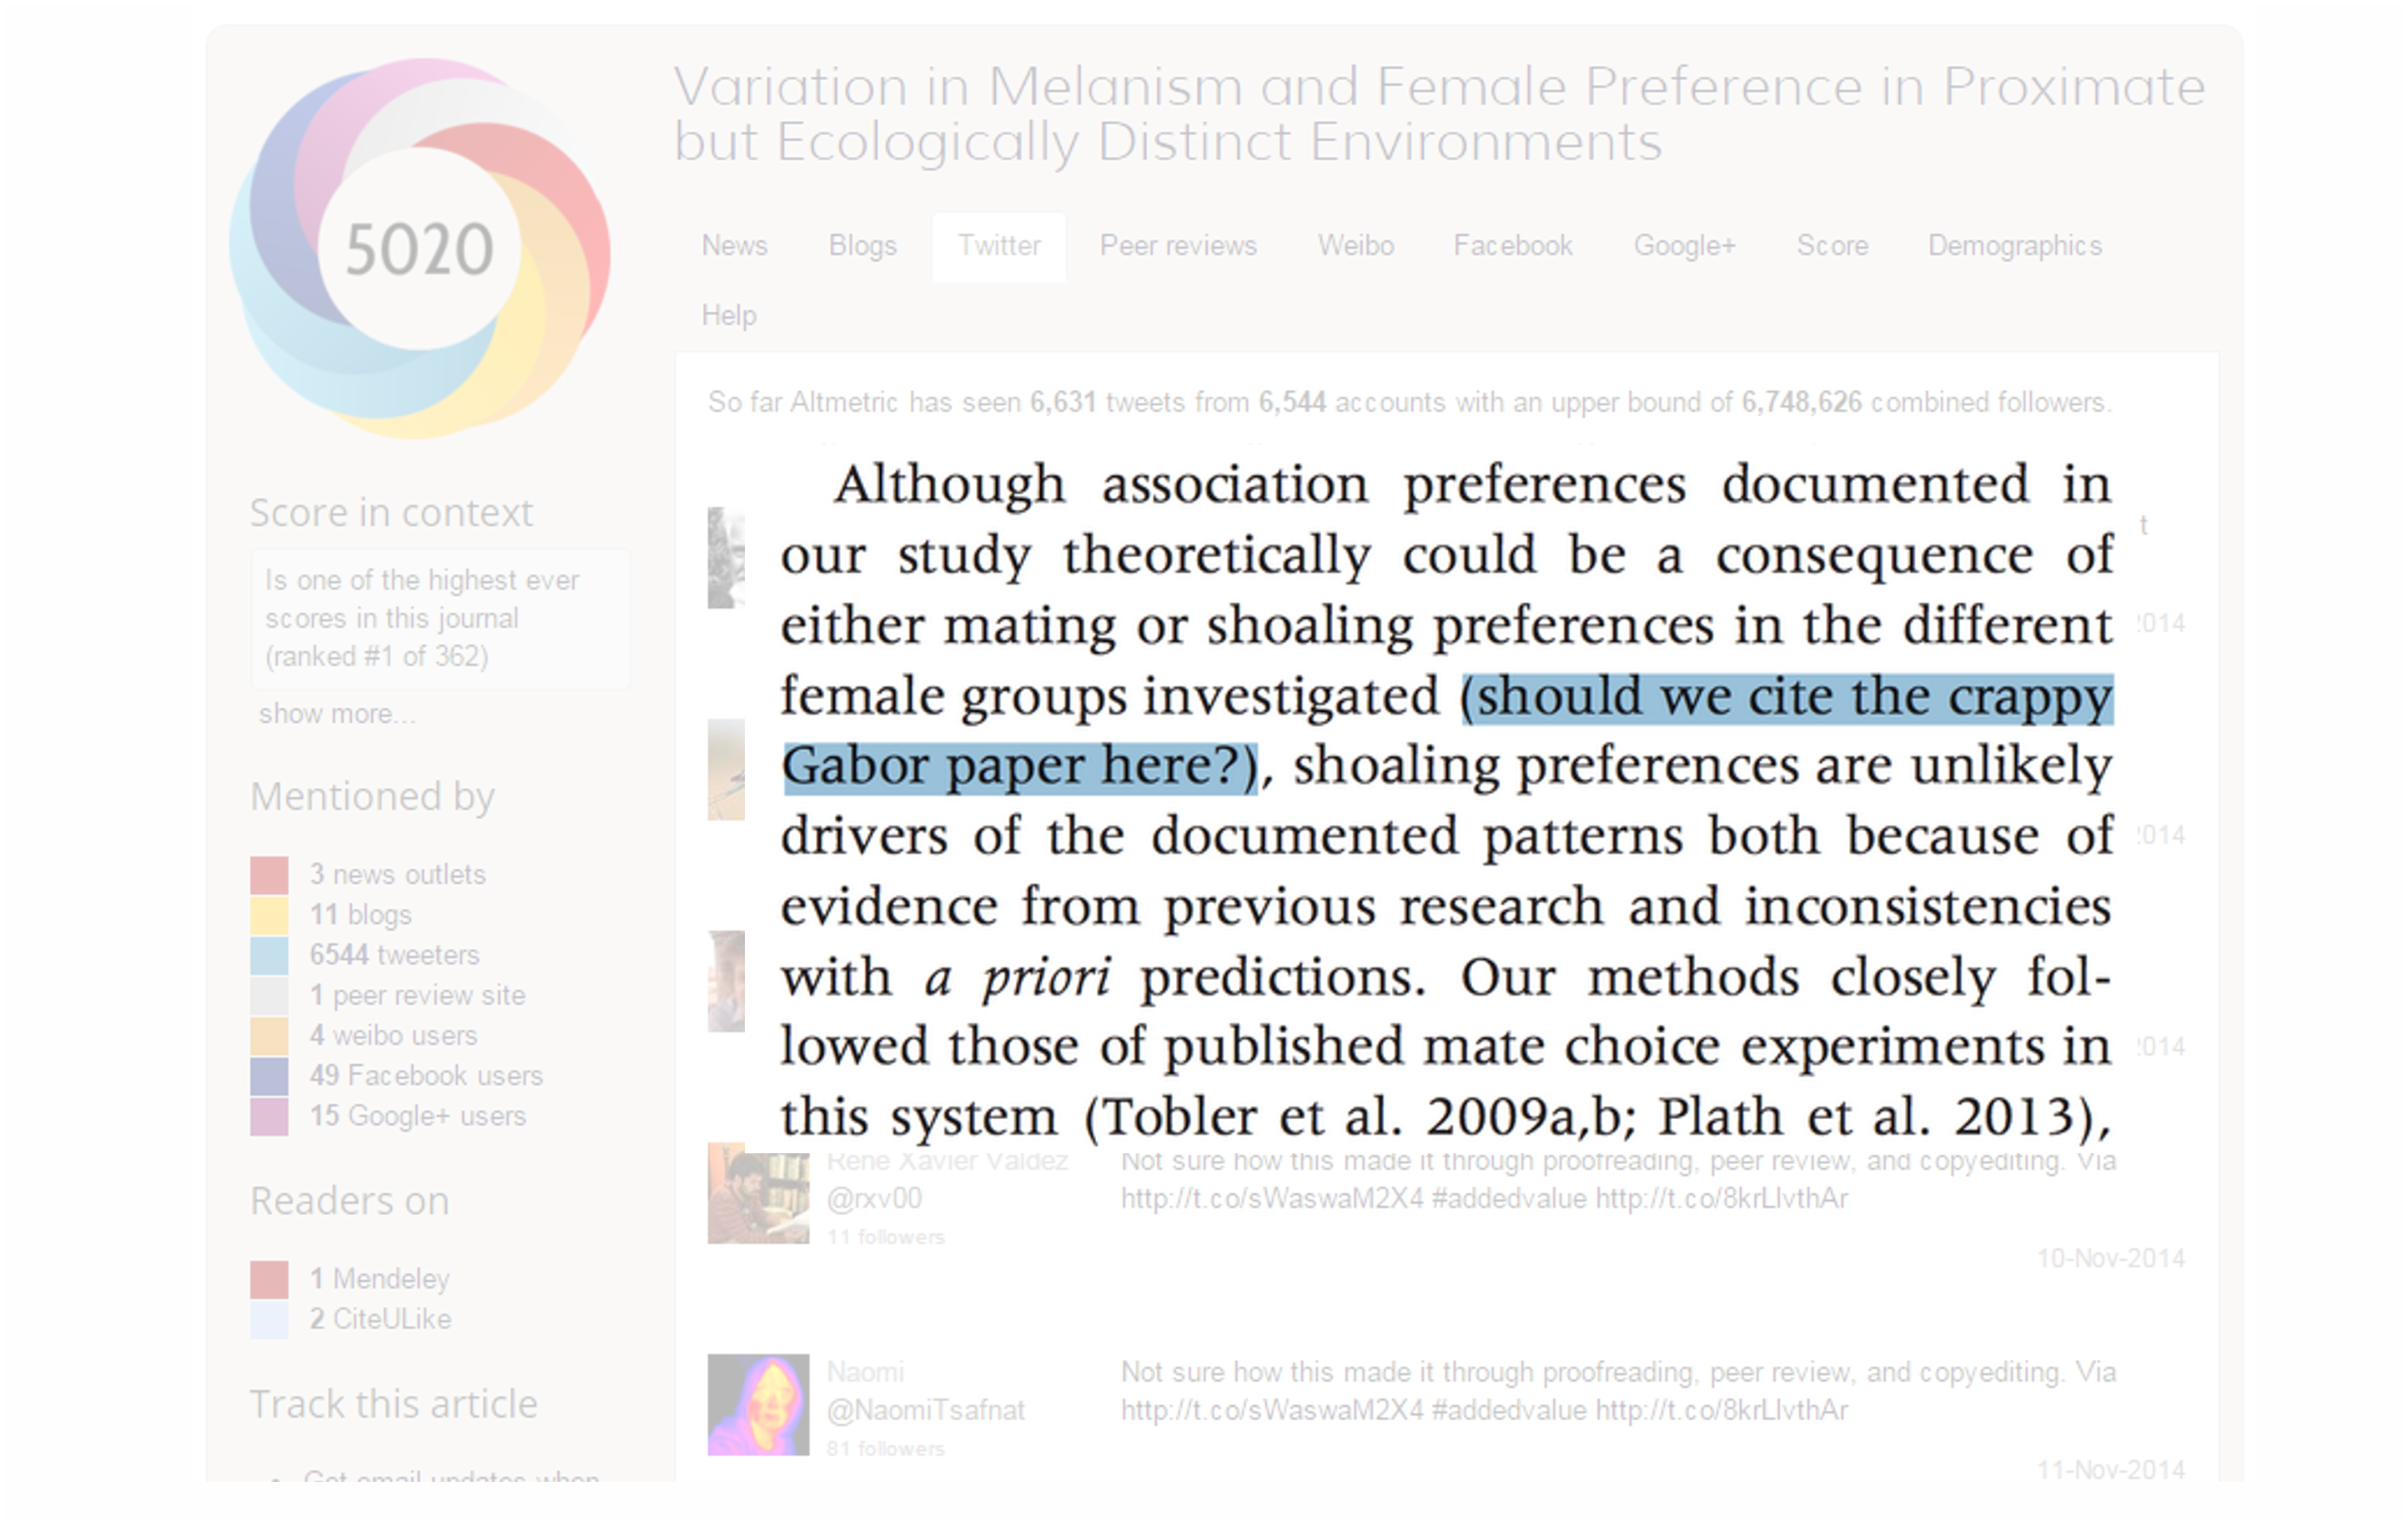 5020
Variation in Melanism and Female Preference in Proximate
but Ecologically Distinct Environments
News Blogs Twitter Peer reviews Weibo Facebook Google+ Score Demographics
Help
So far Altmetric has seen 6,631 tweets from 6,544 accounts with an upper bound of 6,748,626 combined followers.
Score in context
Is one of the highest ever
scores in this journal
(ranked #1 of 362)
show more...
Mentioned by
3 news outlets
11 blogs
6544 tweeters
1 peer review site
4 weibo users
49 Facebook users
15 Google+ users
Readers on
1 Mendeley
2 CiteULike
Track this article
Get email updates when
Although association preferences documented in
our study theoretically could be a consequence of
either mating or shoaling preferences in the different
female groups investigated (should we cite the crappy
Gabor paper here?), shoaling preferences are unlikely
drivers of the documented patterns both because of
evidence from previous research and inconsistencies
with a priori predictions. Our methods closely fol-
lowed those of published mate choice experiments in
this system (Tobler et al. 2009a,b; Plath et al. 2013),
t
2014
2014
2014
Rene Xavier Valdez
@rxv00
11 followers
Not sure how this made it through proofreading, peer review, and copyediting. Via
http://t.co/sWaswaM2X4 #addedvalue http://t.co/8krLlvthAr
10-Nov-2014
Naomi
@NaomiTsafnat
81 followers
Not sure how this made it through proofreading, peer review, and copyediting. Via
http://t.co/sWaswaM2X4 #addedvalue http://t.co/8krLlvthAr
11-Nov-2014